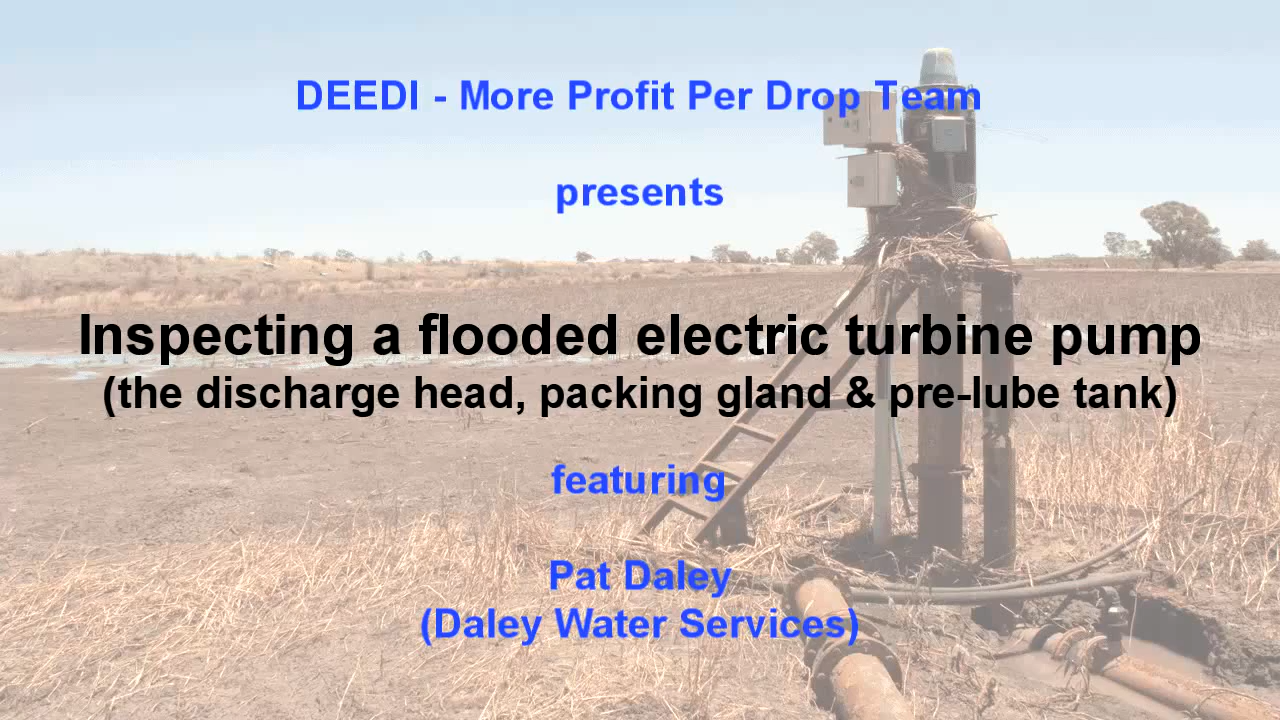 DEEDI - More Profit Per Drop Team
presents
Inspecting a flooded electric turbine pump
(the discharge head, packing gland & pre-lube tank)
featuring
Pat Daley
(Daley Water Services)